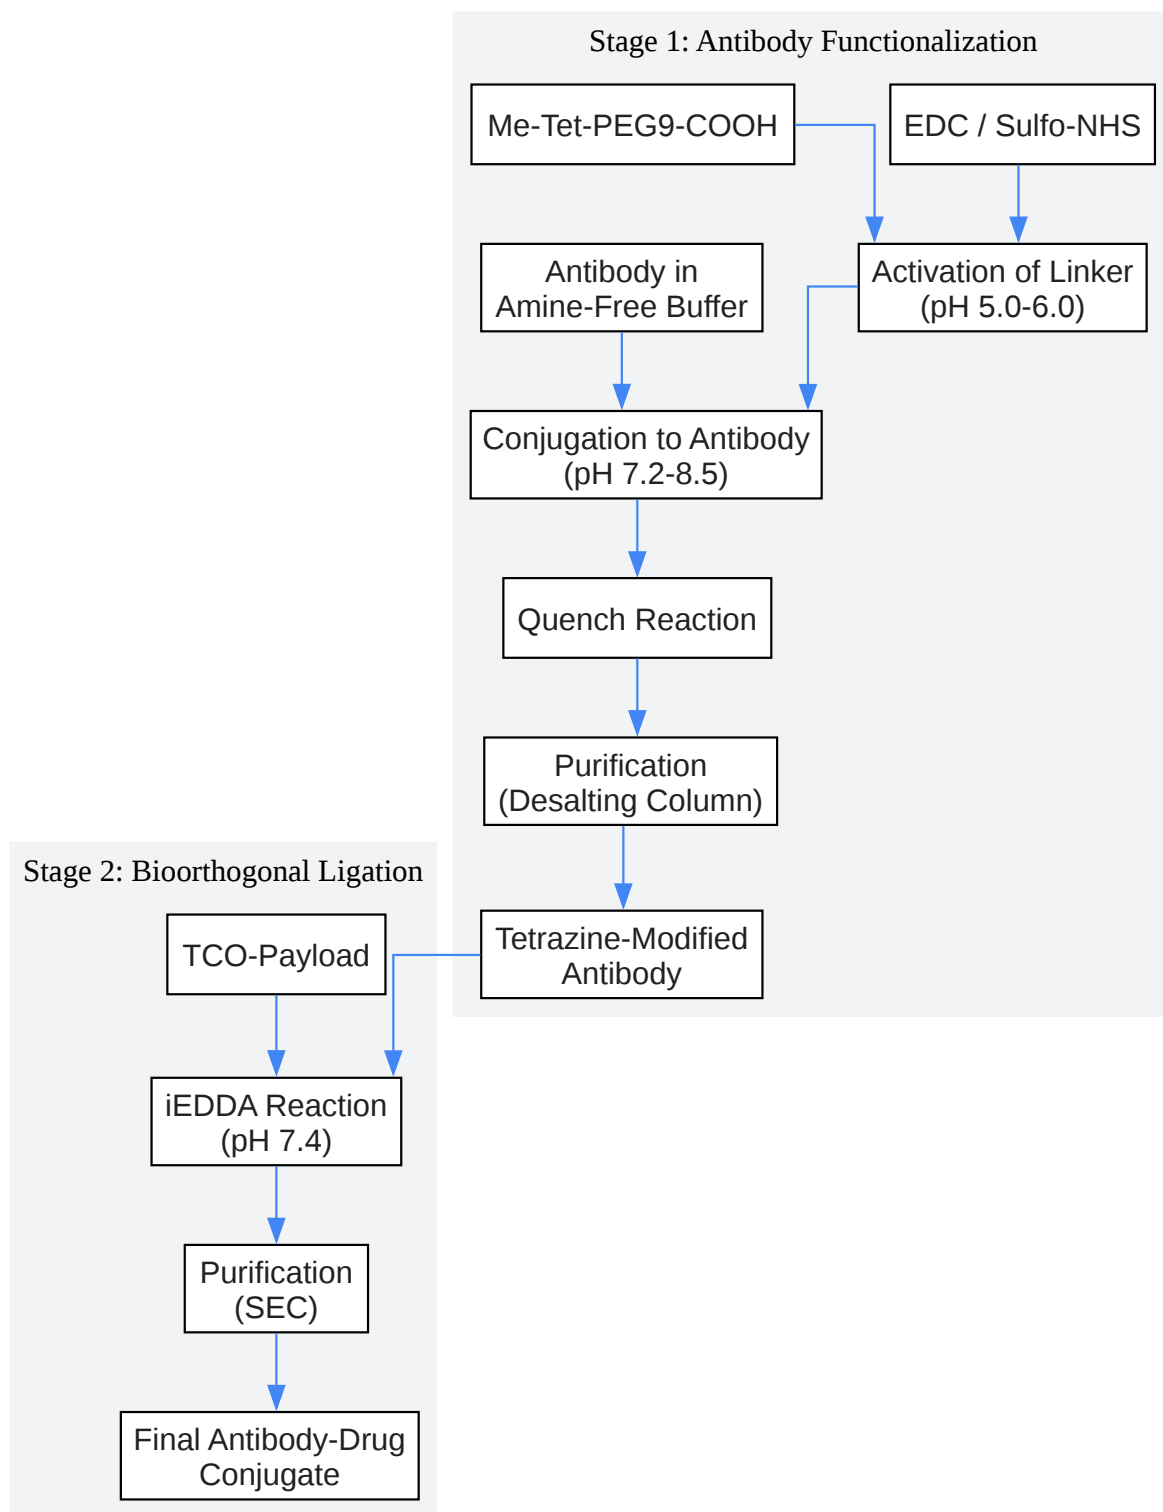 Stage 1: Antibody Functionalization
Me-Tet-PEG9-COOH
EDC / Sulfo-NHS
Antibody in
Amine-Free Buffer
Activation of Linker
(pH 5.0-6.0)
Conjugation to Antibody
(pH 7.2-8.5)
Quench Reaction
Purification
(Desalting Column)
Tetrazine-Modified
Antibody
Stage 2: Bioorthogonal Ligation
TCO-Payload
iEDDA Reaction
(pH 7.4)
Purification
(SEC)
Final Antibody-Drug
Conjugate